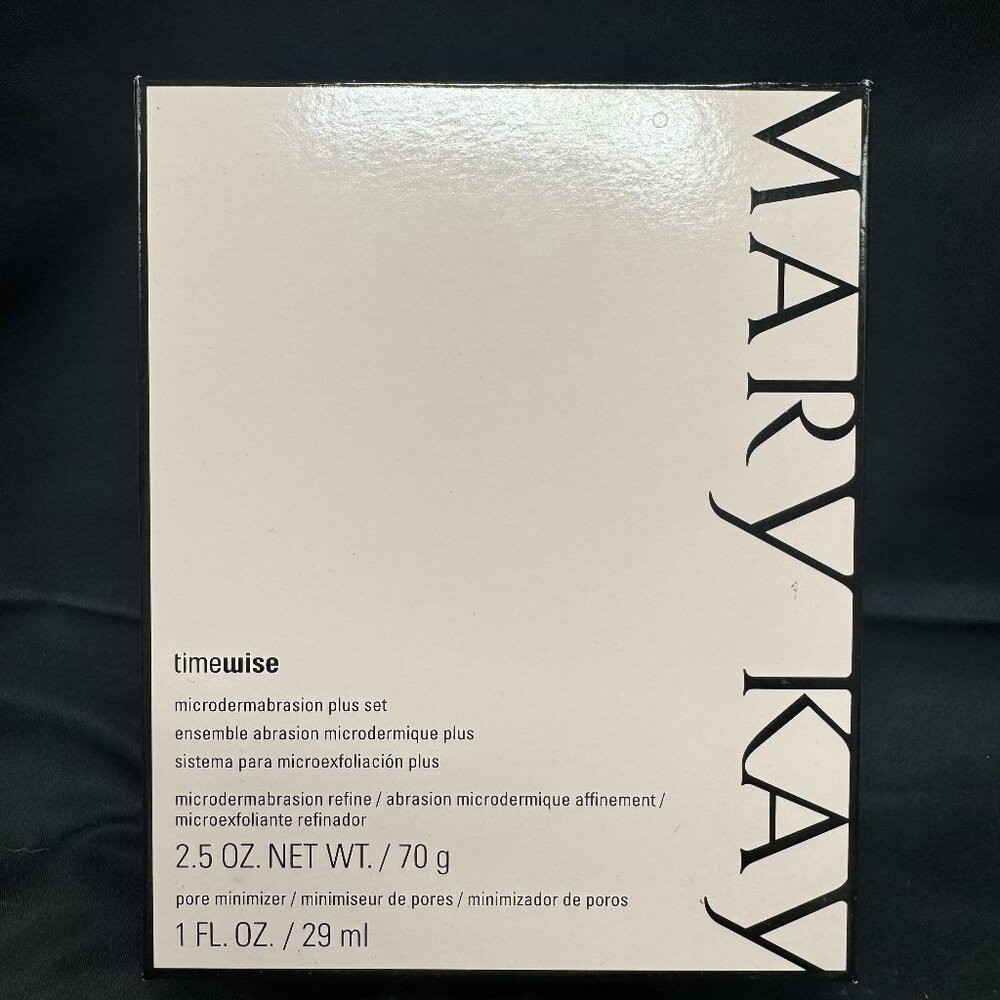 MARY KAY
timewise
microdermabrasion plus set
ensemble abrasion microdermique plus
sistema para microexfoliación plus
microdermabrasion refine / abrasion microdermique affinement /
microexfoliante refinador
2.5 OZ. NET WT. / 70 g
pore minimizer / minimiseur de pores / minimizador de poros
1 FL. OZ. / 29 ml